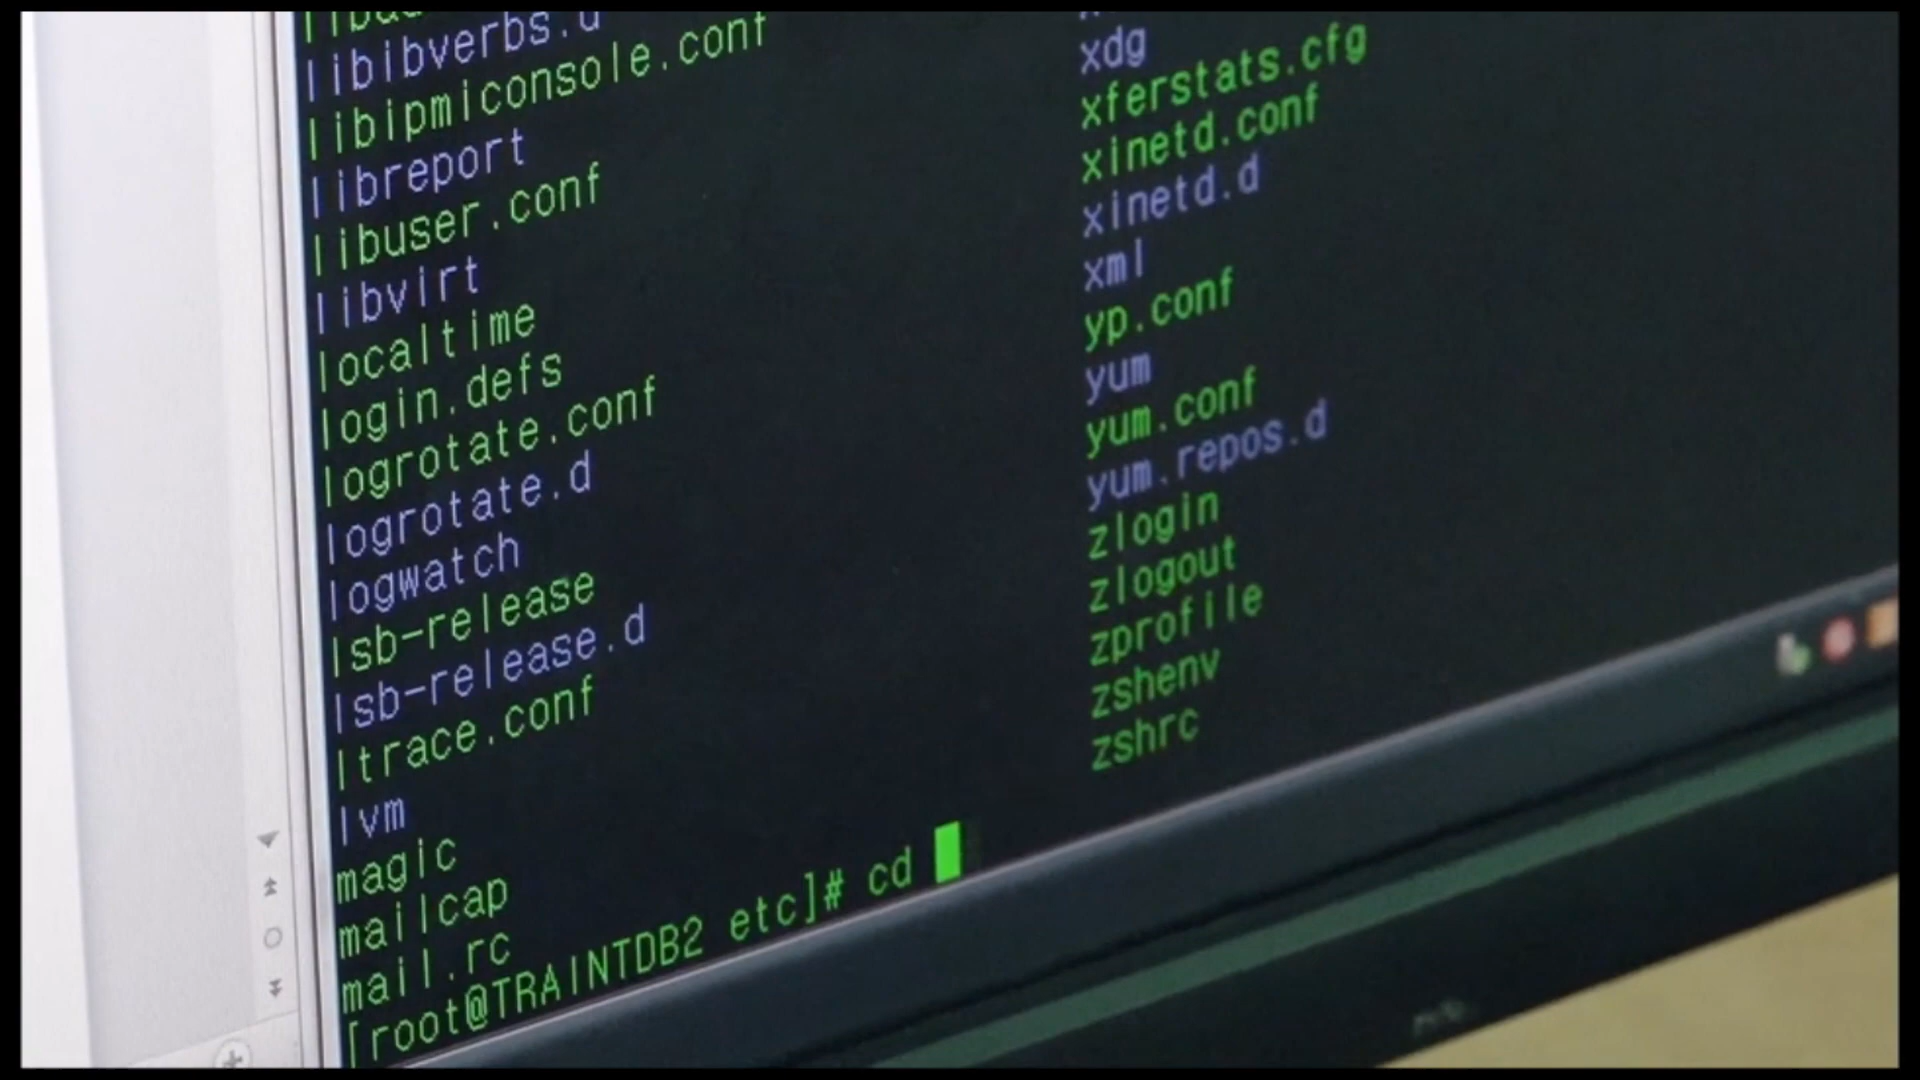 libibverbs.d
libipmiconsole.conf
libreport
libuser.conf
libvirt
localtime
login.defs
logrotate.conf
logrotate.d
logwatch
lsb-release
lsb-release.d
ltrace.conf
lvm
magic
mailcap
mail.rc
[root@TRAINTDB2 etc]# cd
xdg
xferstats.cfg
xinetd.conf
xinetd.d
xml
yp.conf
yum
yum.conf
yum.repos.d
zlogin
zlogout
zprofile
zshenv
zshrc